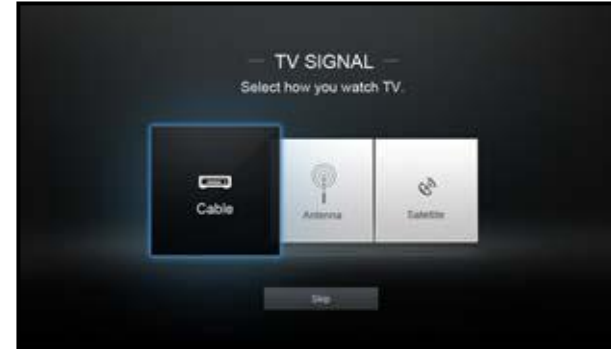 TV SIGNAL
Select how you watch TV.
Cable
Antenna
Satellite
Skip